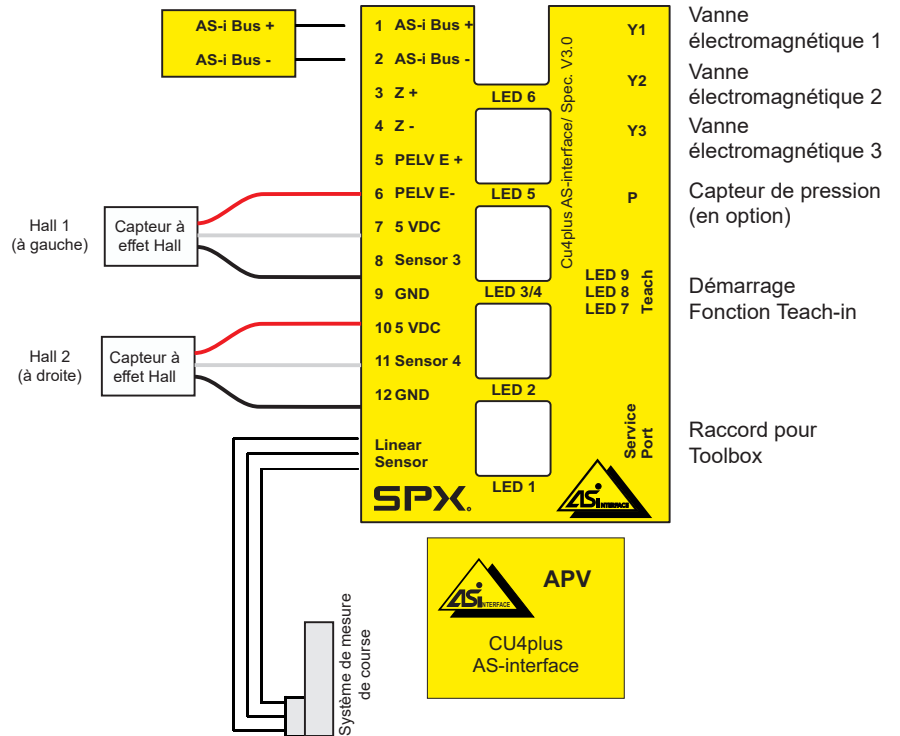 AS-i Bus +
AS-i Bus -
1 AS-i Bus +
2 AS-i Bus -
3 Z +
4 Z -
5 PELV E +
6 PELV E-
7 5 VDC
8 Sensor 3
9 GND
10 5 VDC
11 Sensor 4
12 GND
Linear
Sensor
SPX.
LED 6
LED 5
LED 3/4
LED 2
LED 1
Cu4plus AS-interface/ Spec. V3.0
Y1
Y2
Y3
P
LED 9
LED 8
LED 7
Teach
Service
Port
ASi INTERFACE
Vanne
électromagnétique 1
Vanne
électromagnétique 2
Vanne
électromagnétique 3
Capteur de pression
(en option)
Démarrage
Fonction Teach-in
Raccord pour
Toolbox
Hall 1
(à gauche)
Capteur à
effet Hall
Hall 2
(à droite)
Capteur à
effet Hall
Système de mesure
de course
ASi INTERFACE
APV
CU4plus
AS-interface